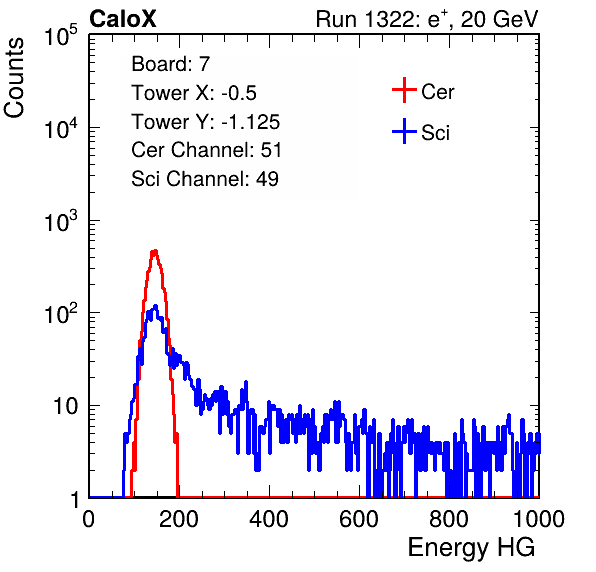 CaloX Run 1322: e⁺, 20 GeV
Counts
Board: 7
Tower X: -0.5
Tower Y: -1.125
Cer Channel: 51
Sci Channel: 49
Cer
Sci
10⁵
10⁴
10³
10²
10
1
0 200 400 600 800 1000
Energy HG